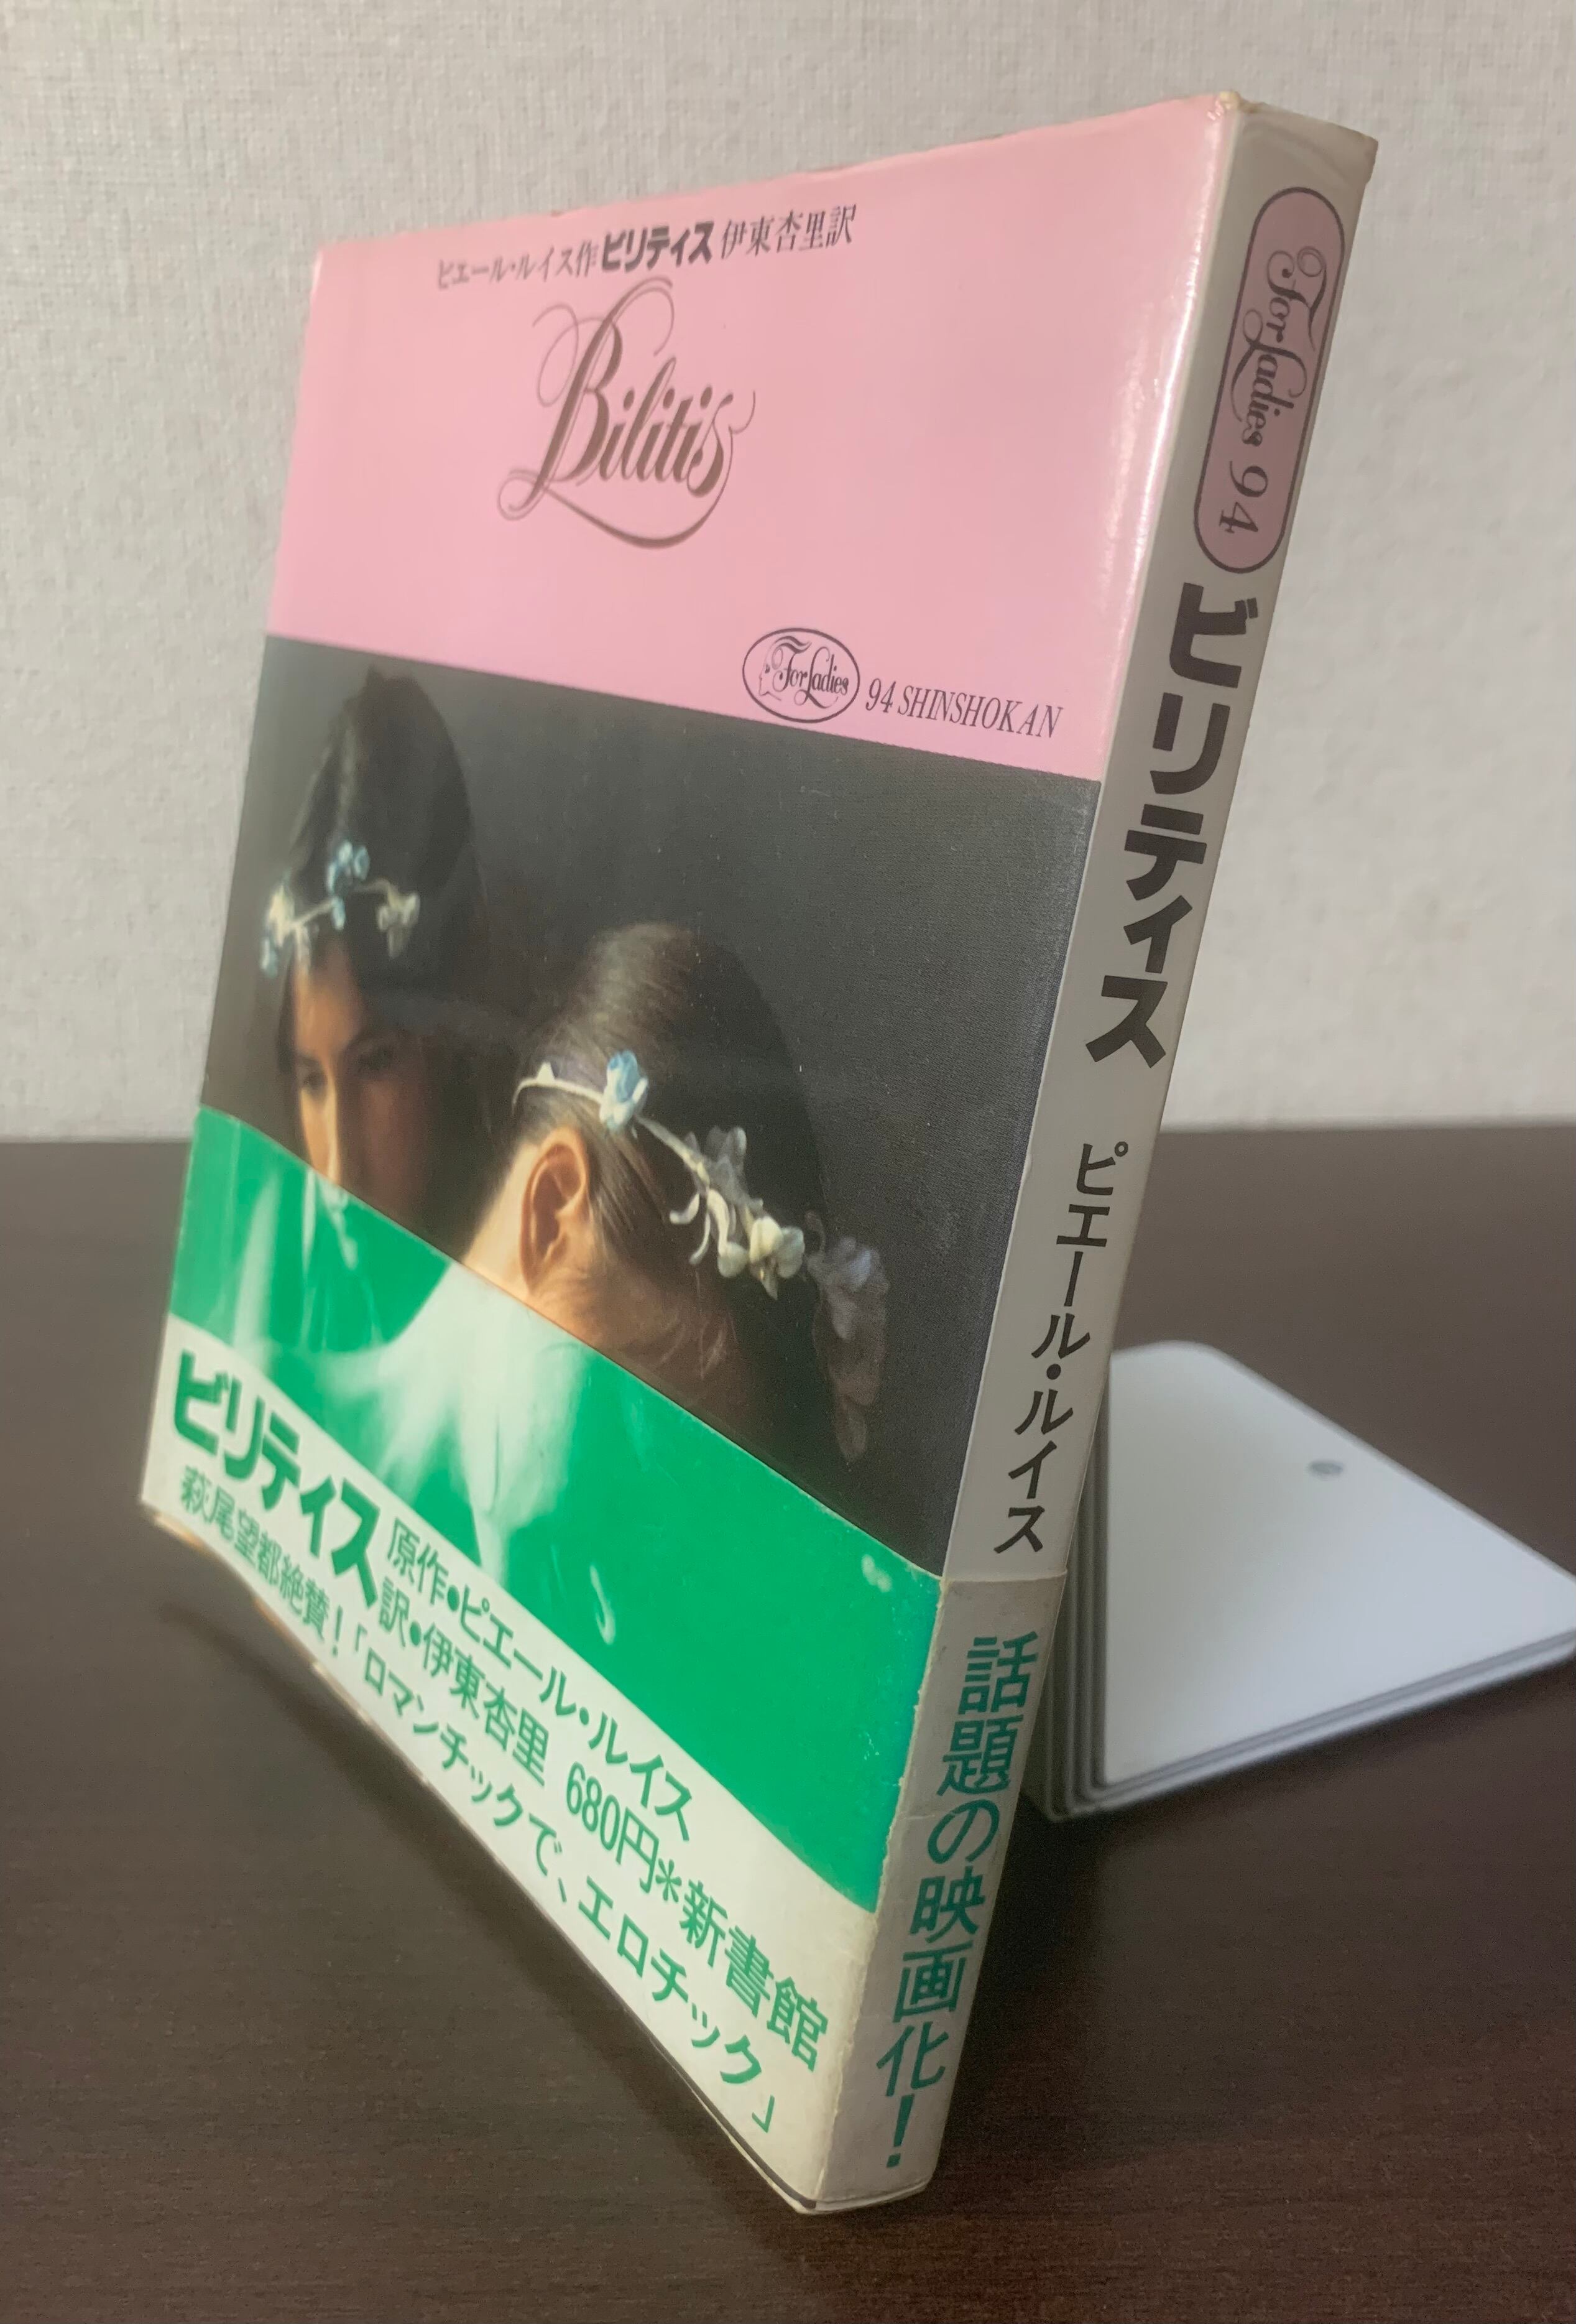 ピエール・ルイス作 ビリティス 伊東杏里訳
Bilitis
For Ladies 94 SHINSHOKAN
ビリティス 原作・ピエール・ルイス
訳・伊東杏里 680円*新書館
萩尾望都絶賛!「ロマンチックで、エロチック」
For Ladies 94
ビリティス
ピエール・ルイス
話題の映画化!